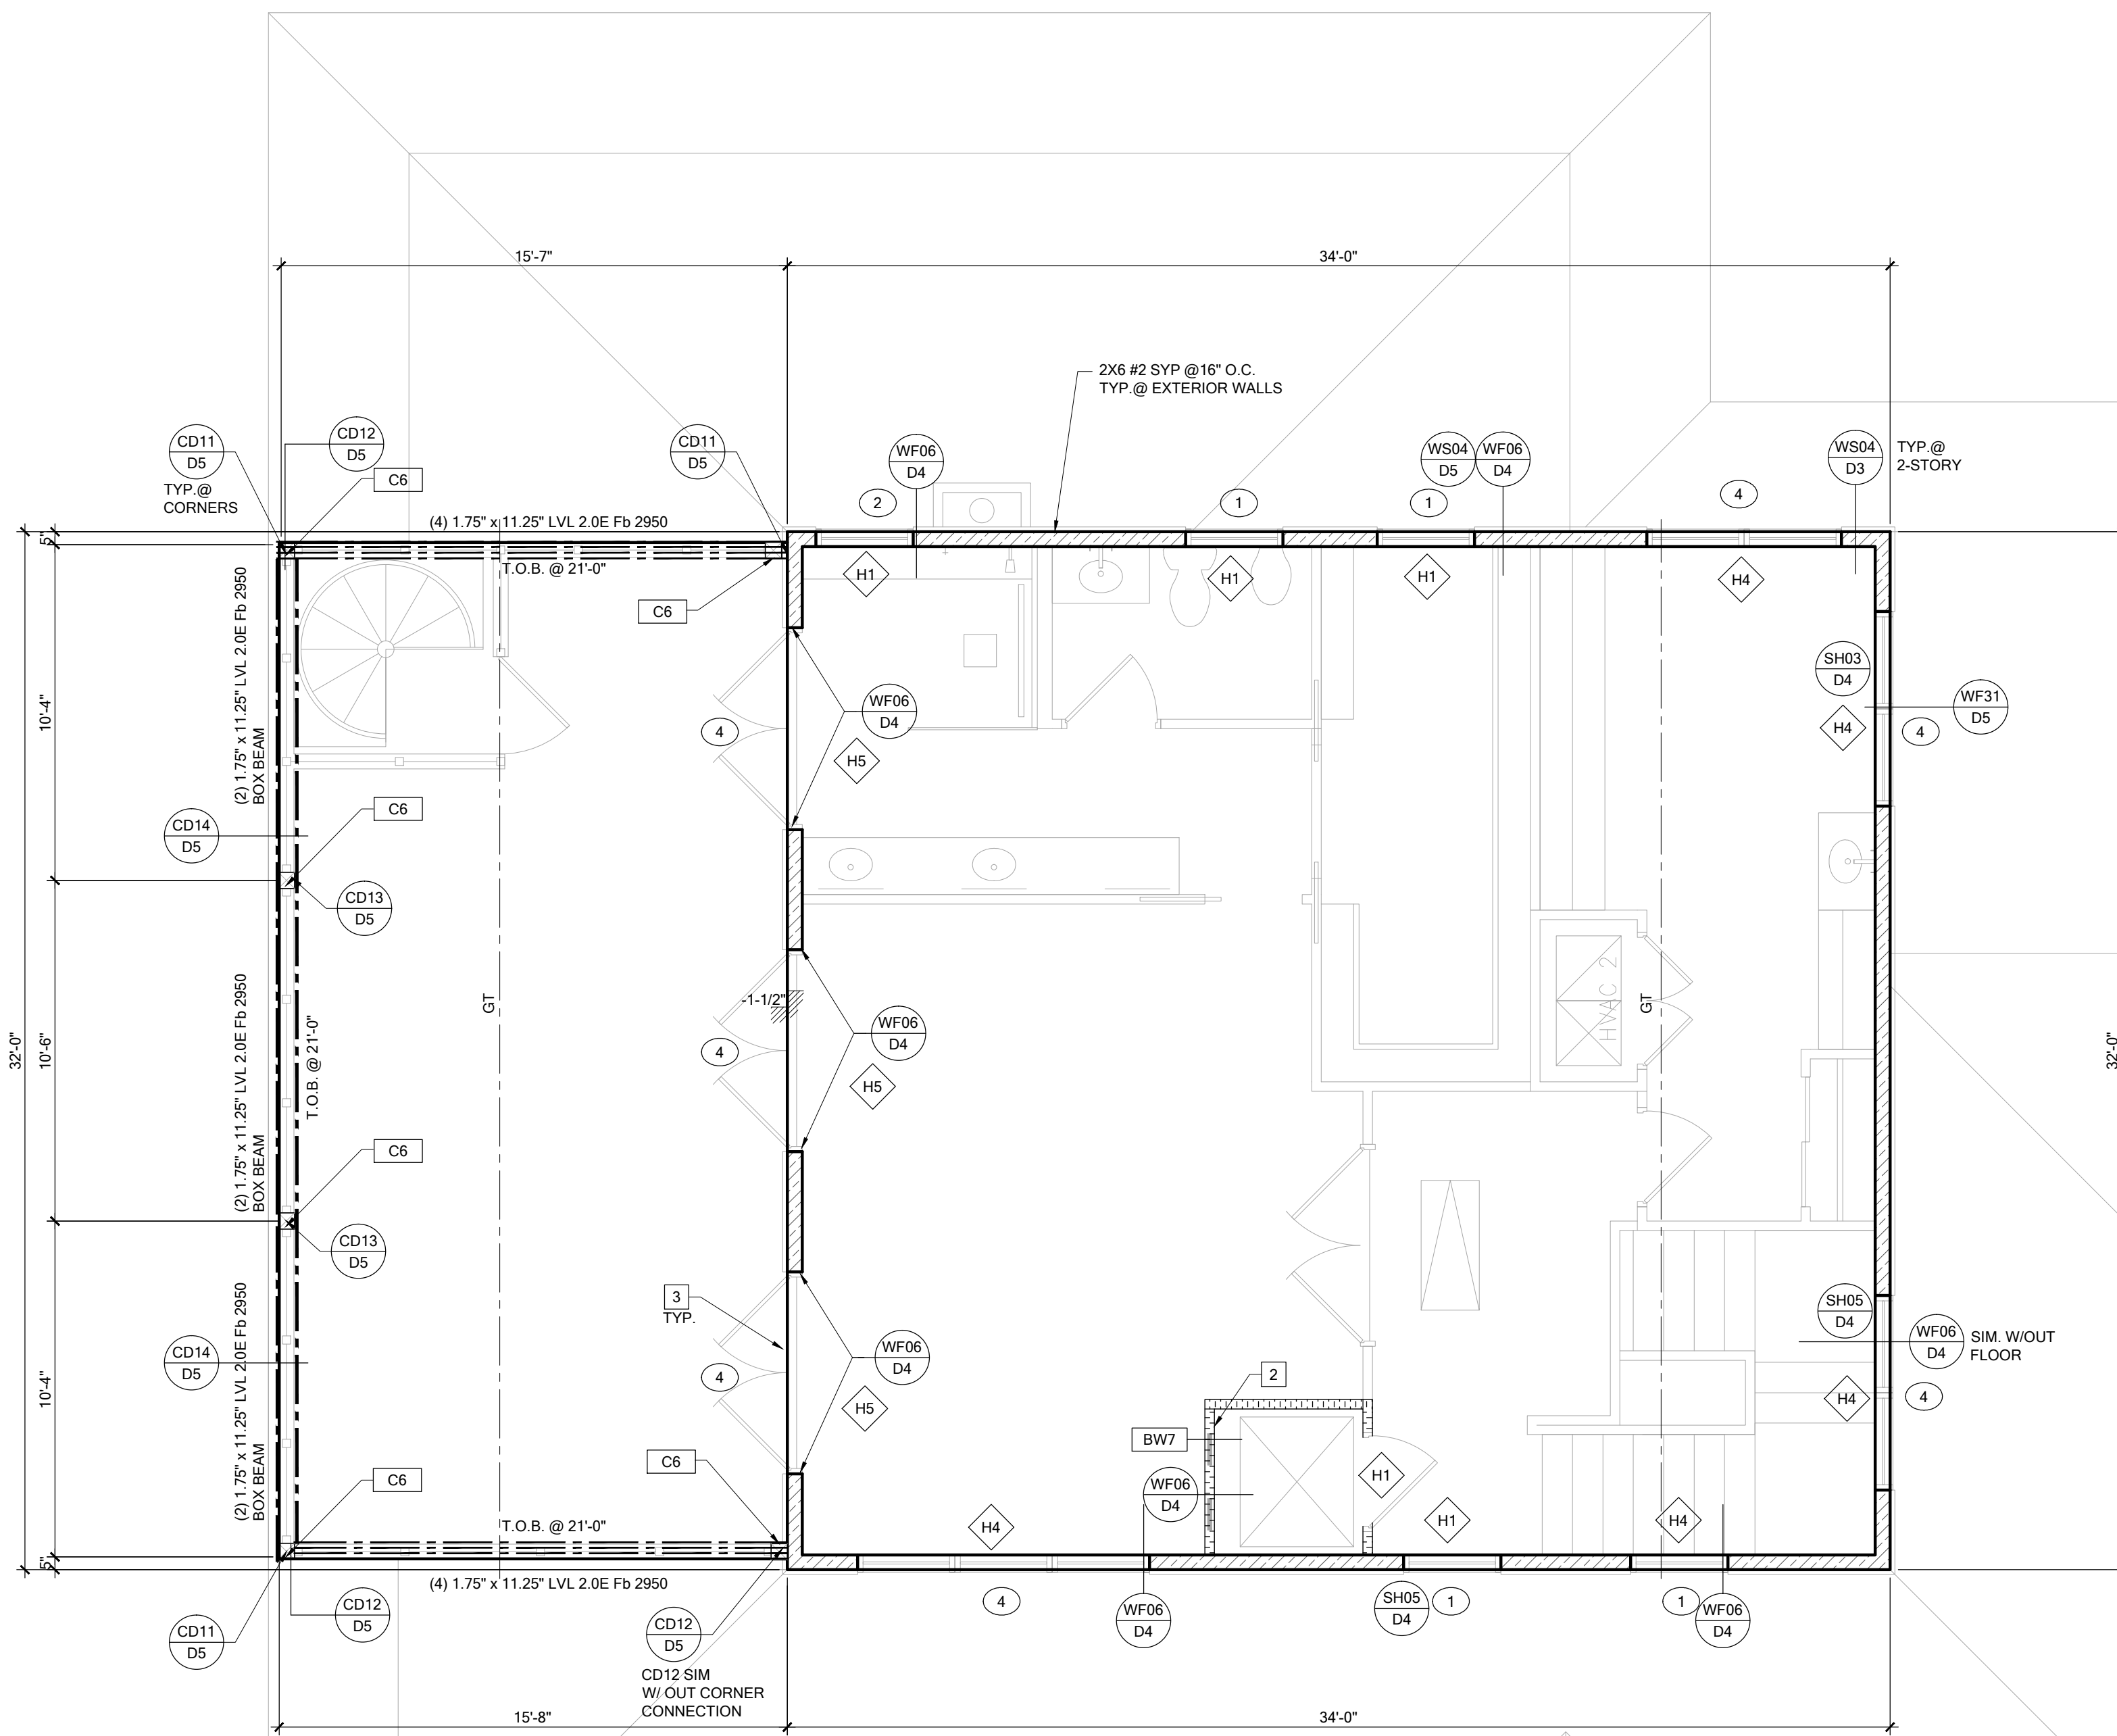 15'-7"
34'-0"
2X6 #2 SYP @16" O.C.
TYP.@ EXTERIOR WALLS
CD11
D5
TYP.@
CORNERS
CD12
D5
C6
CD11
D5
WF06
D4
WS04
D5
WF06
D4
WS04
D3
TYP.@
2-STORY
2
1
1
4
(4) 1.75" x 11.25" LVL 2.0E Fb 2950
T.O.B. @ 21'-0"
C6
H1
H1
H1
H4
5"
10'-4"
(2) 1.75" x 11.25" LVL 2.0E Fb 2950
BOX BEAM
SH03
D4
H4
WF31
D5
4
4
WF06
D4
H5
C6
CD14
D5
CD13
D5
GT
-1-1/2"
HVAC 2
GT
32'-0"
10'-6"
(2) 1.75" x 11.25" LVL 2.0E Fb 2950
BOX BEAM
T.O.B. @ 21'-0"
4
WF06
D4
H5
32'-0"
C6
CD13
D5
3
TYP.
SH05
D4
WF06
D4
SIM. W/OUT
FLOOR
CD14
D5
10'-4"
(2) 1.75" x 11.25" LVL 2.0E Fb 2950
BOX BEAM
4
WF06
D4
H5
2
H4
4
BW7
WF06
D4
H1
C6
C6
H4
H1
H4
T.O.B. @ 21'-0"
5"
(4) 1.75" x 11.25" LVL 2.0E Fb 2950
CD11
D5
CD12
D5
CD12
D5
CD12 SIM
W/ OUT CORNER
CONNECTION
4
WF06
D4
SH05
D4
1
1
WF06
D4
15'-8"
34'-0"